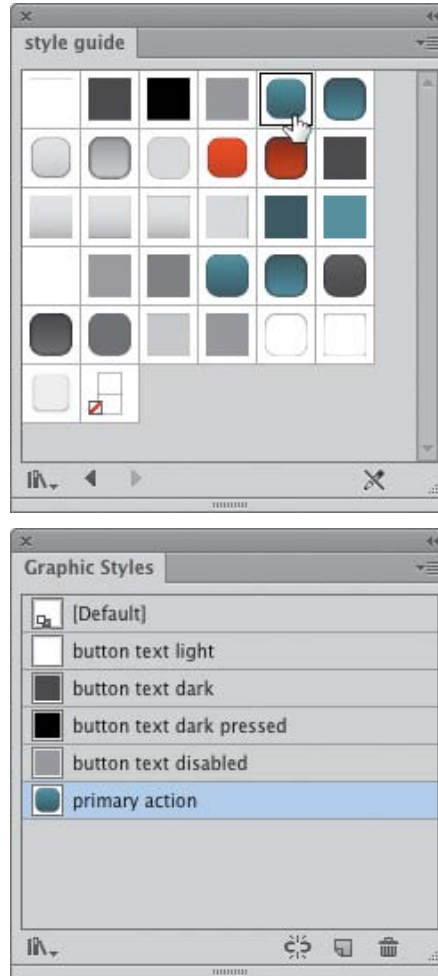 style guide
Graphic Styles
[Default]
button text light
button text dark
button text dark pressed
button text disabled
primary action